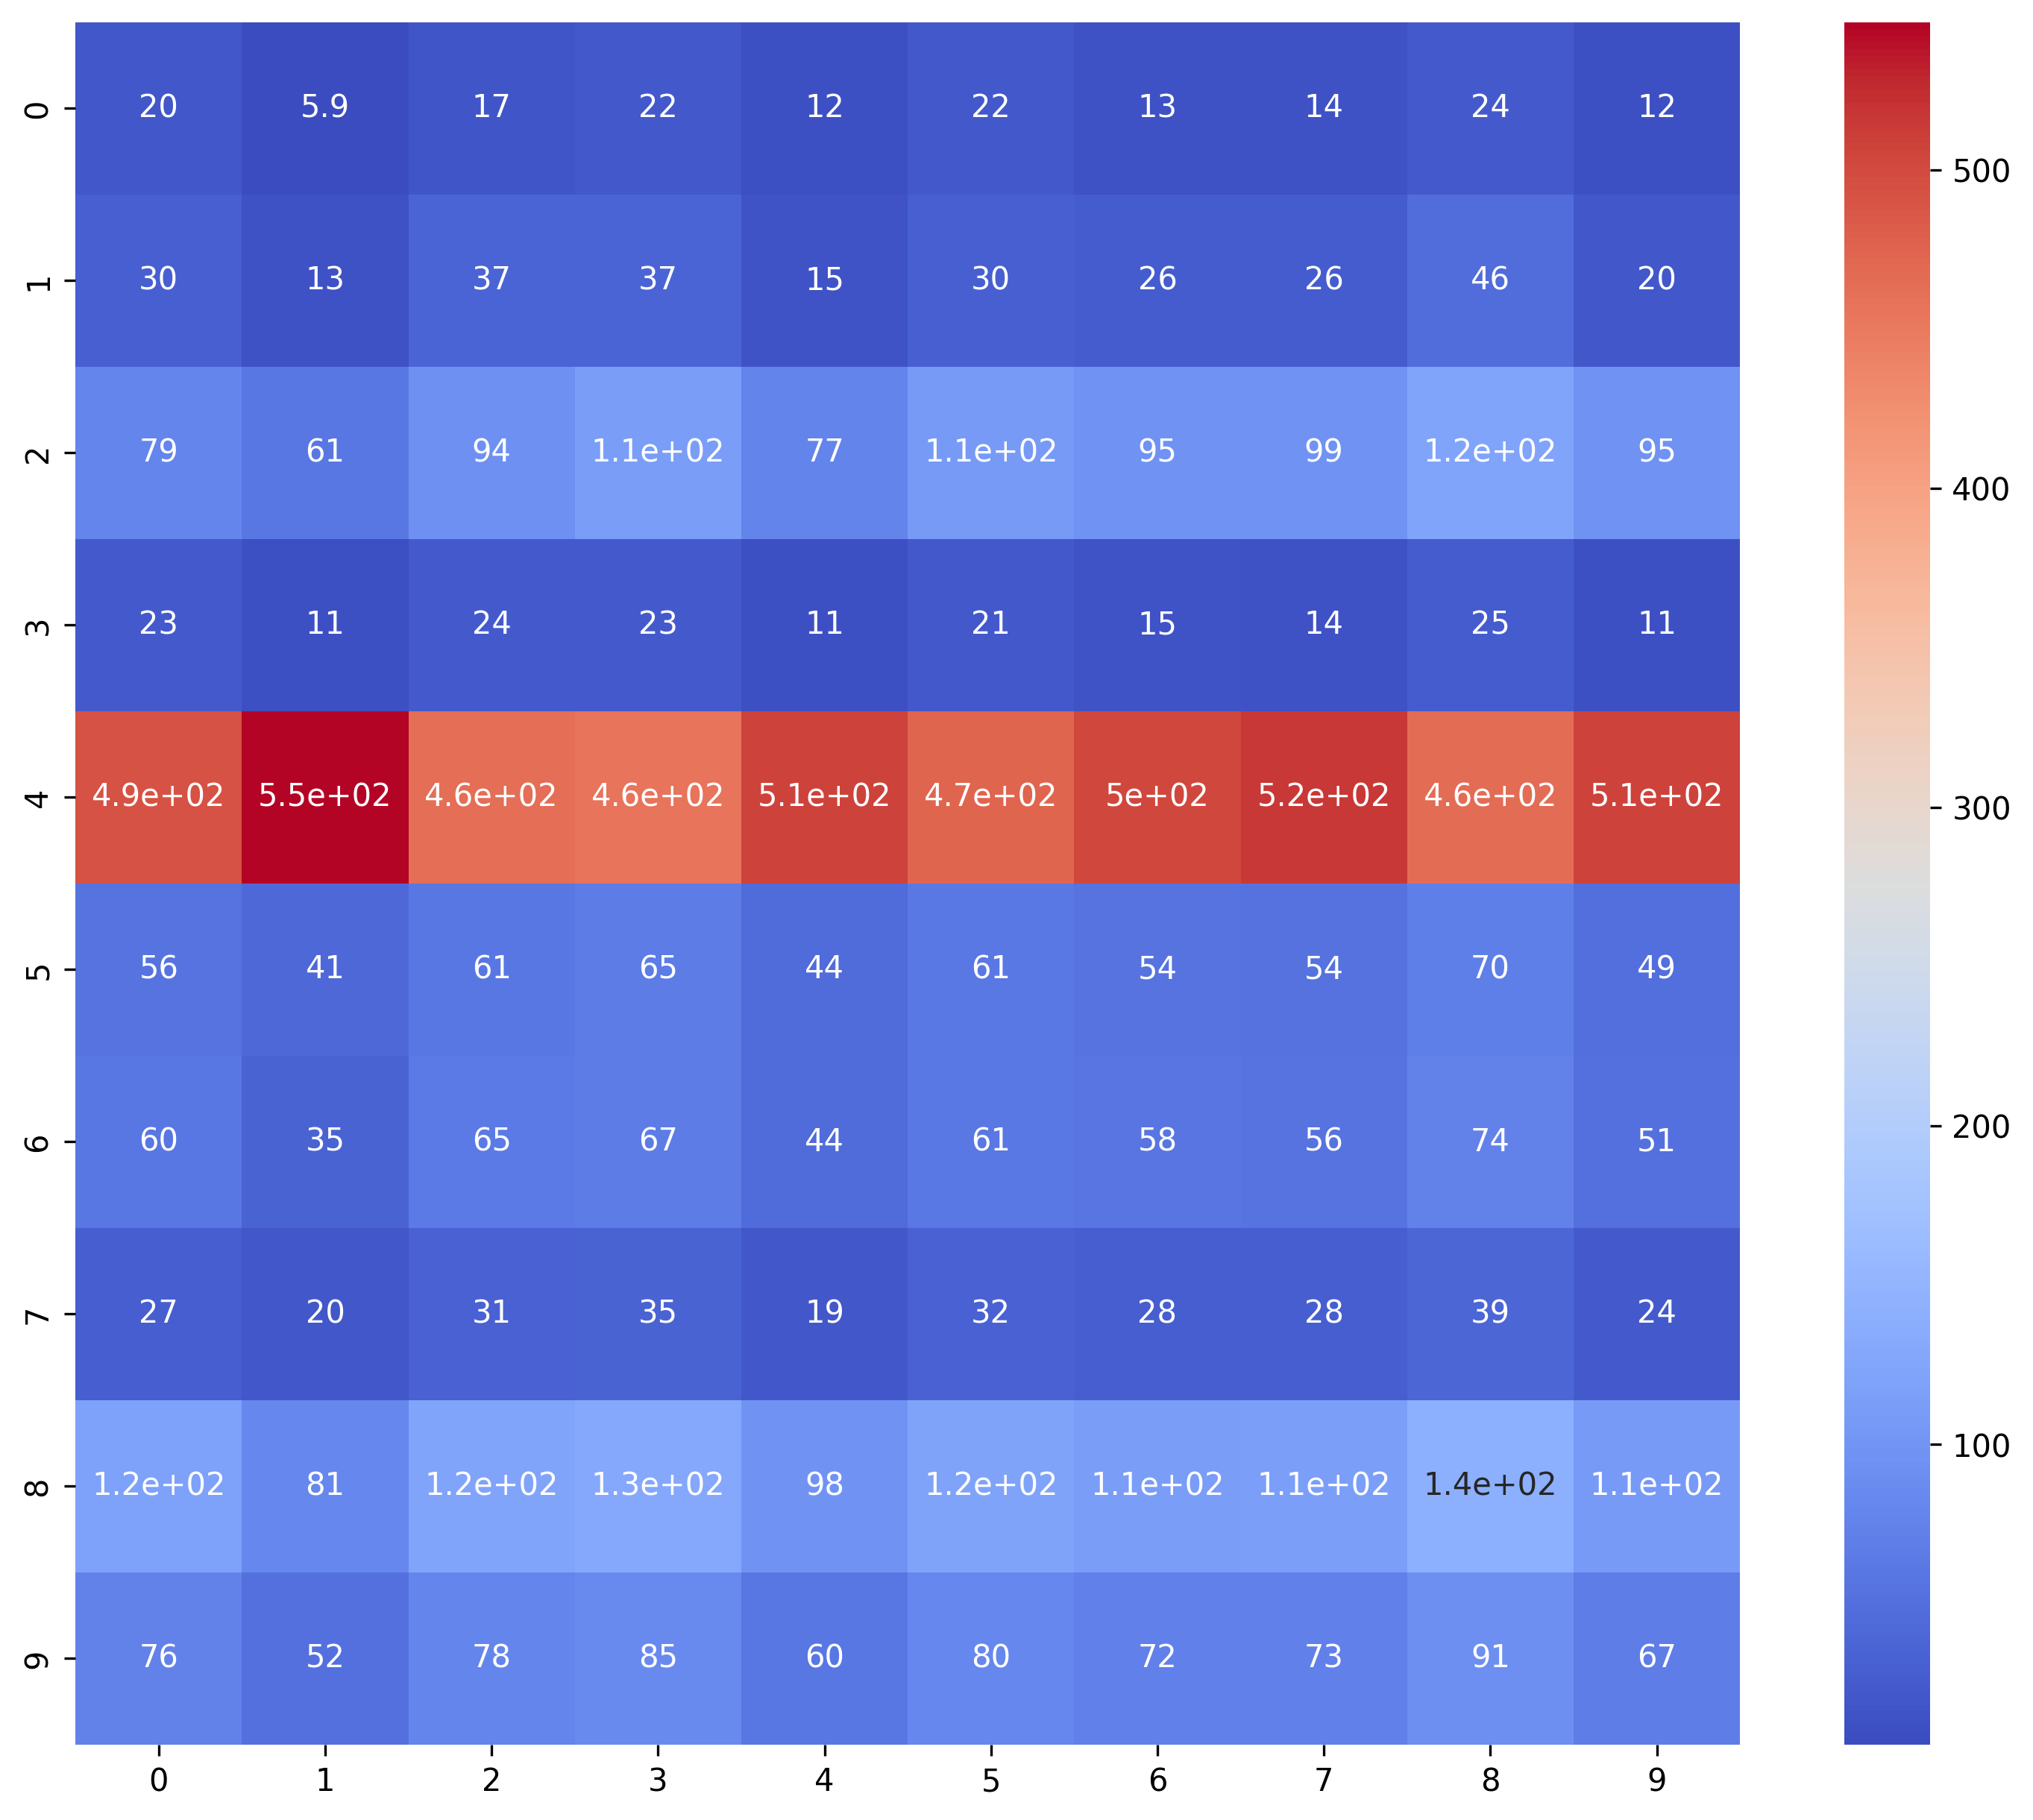 0 20 5.9 17 22 12 22 13 14 24 12
500
1 30 13 37 37 15 30 26 26 46 20
2 79 61 94 1.1e+02 77 1.1e+02 95 99 1.2e+02 95
400
3 23 11 24 23 11 21 15 14 25 11
4 4.9e+02 5.5e+02 4.6e+02 4.6e+02 5.1e+02 4.7e+02 5e+02 5.2e+02 4.6e+02 5.1e+02
300
5 56 41 61 65 44 61 54 54 70 49
6 60 35 65 67 44 61 58 56 74 51
200
7 27 20 31 35 19 32 28 28 39 24
100
8 1.2e+02 81 1.2e+02 1.3e+02 98 1.2e+02 1.1e+02 1.1e+02 1.4e+02 1.1e+02
9 76 52 78 85 60 80 72 73 91 67
0 1 2 3 4 5 6 7 8 9